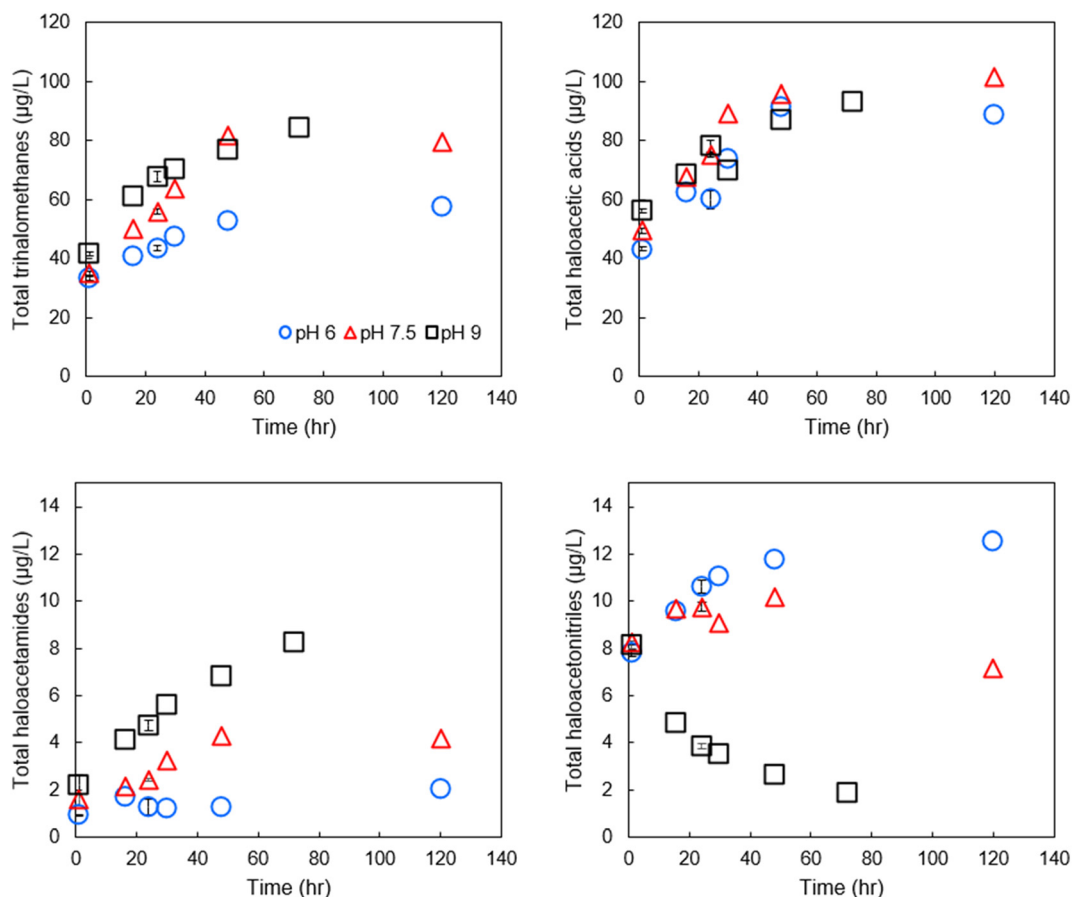 Total trihalomethanes (µg/L)
120
100
80
60
40
20
0
pH 6 pH 7.5 pH 9
0 20 40 60 80 100 120 140
Time (hr)
Total haloacetic acids (µg/L)
120
100
80
60
40
20
0
0 20 40 60 80 100 120 140
Time (hr)
Total haloacetamides (µg/L)
14
12
10
8
6
4
2
0
0 20 40 60 80 100 120 140
Time (hr)
Total haloacetonitriles (µg/L)
14
12
10
8
6
4
2
0
0 20 40 60 80 100 120 140
Time (hr)